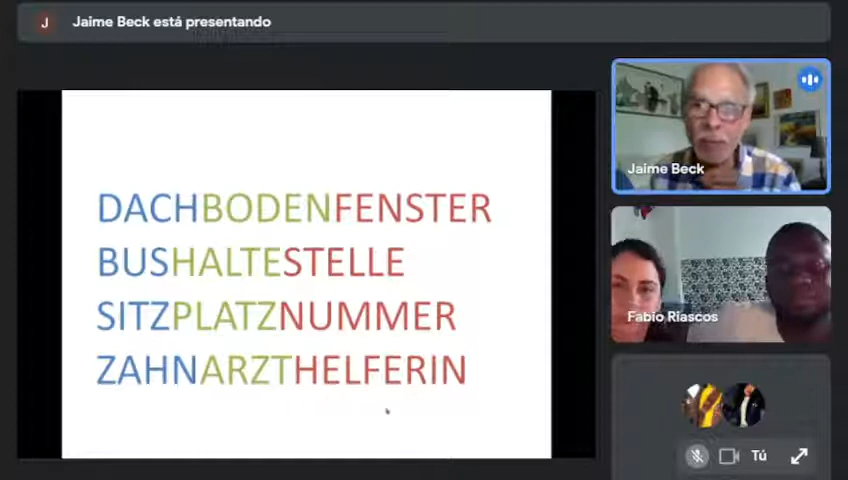 J Jaime Beck está presentando
DACHBODENFENSTER
BUSHALTESTELLE
SITZPLATZNUMMER
ZAHNARZTHELFERIN
Jaime Beck
Fabio Riascos
Tú